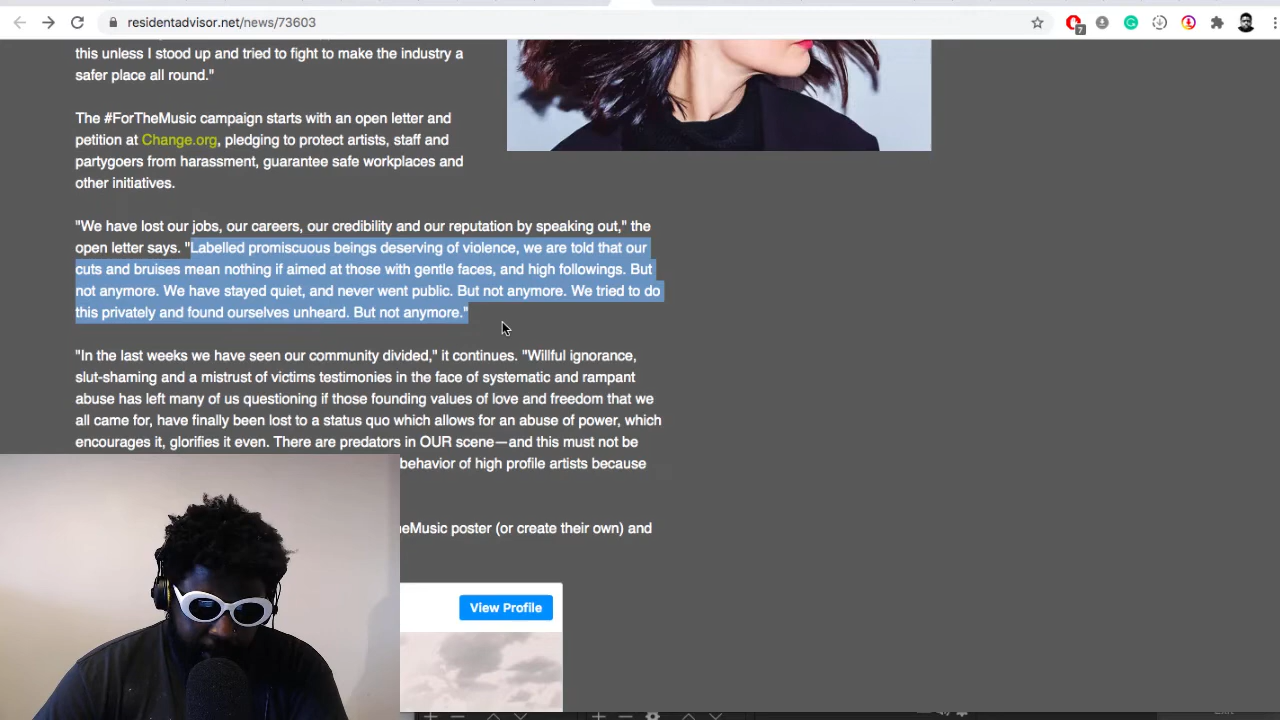 residentadvisor.net/news/73603
7
this unless I stood up and tried to fight to make the industry a
safer place all round."
The #ForTheMusic campaign starts with an open letter and
petition at Change.org, pledging to protect artists, staff and
partygoers from harassment, guarantee safe workplaces and
other initiatives.
"We have lost our jobs, our careers, our credibility and our reputation by speaking out," the
open letter says. "Labelled promiscuous beings deserving of violence, we are told that our
cuts and bruises mean nothing if aimed at those with gentle faces, and high followings. But
not anymore. We have stayed quiet, and never went public. But not anymore. We tried to do
this privately and found ourselves unheard. But not anymore."
"In the last weeks we have seen our community divided," it continues. "Willful ignorance,
slut-shaming and a mistrust of victims testimonies in the face of systematic and rampant
abuse has left many of us questioning if those founding values of love and freedom that we
all came for, have finally been lost to a status quo which allows for an abuse of power, which
encourages it, glorifies it even. There are predators in OUR scene—and this must not be
behavior of high profile artists because
eMusic poster (or create their own) and
View Profile